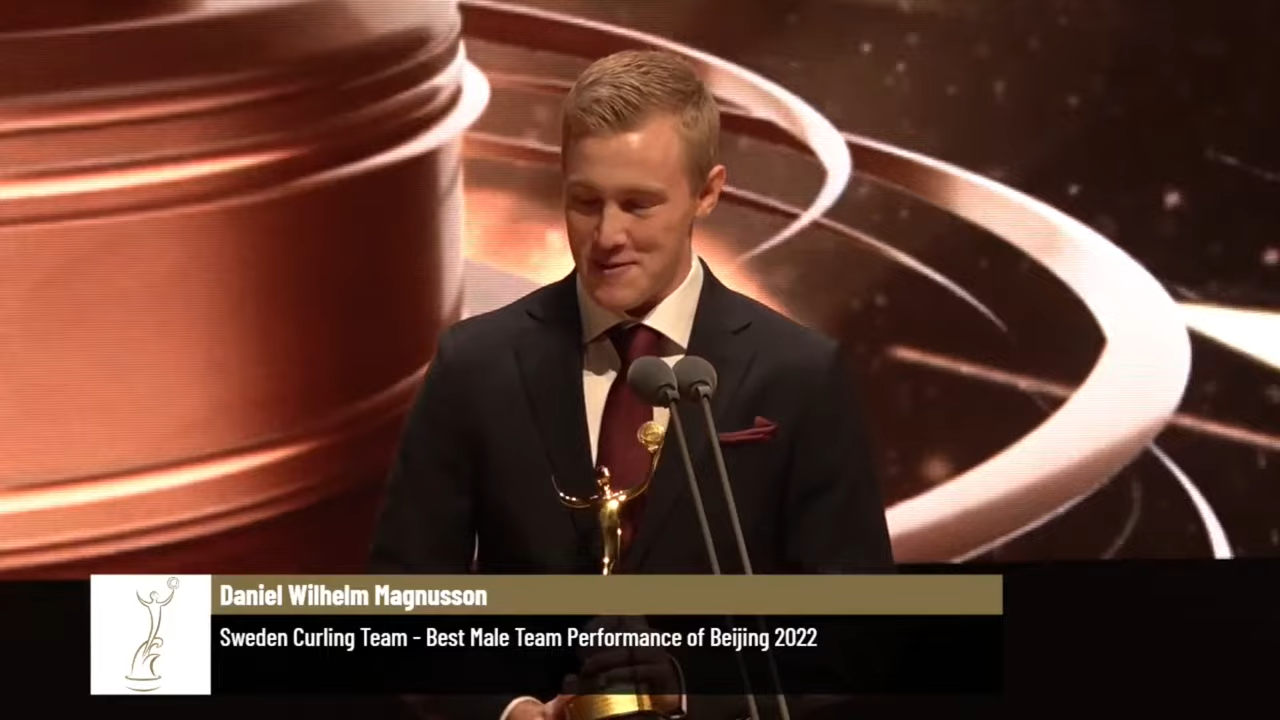 Daniel Wilhelm Magnusson
Sweden Curling Team - Best Male Team Performance of Beijing 2022